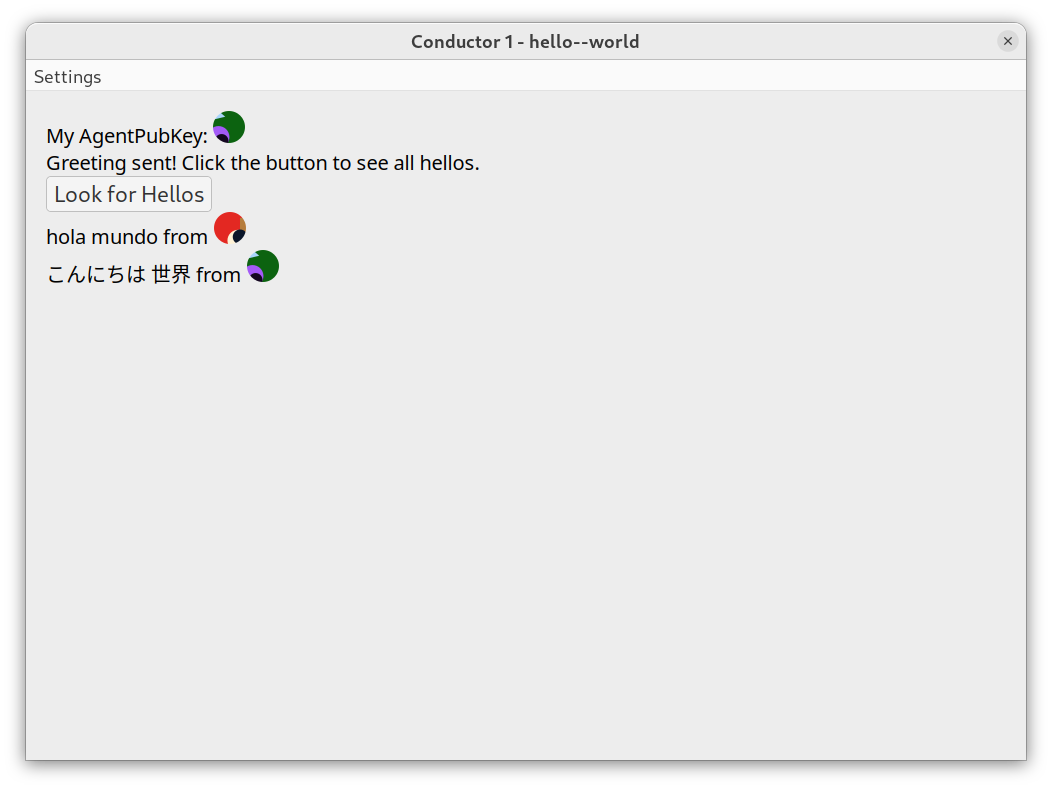 Conductor 1 - hello--world
Settings
My AgentPubKey:
Greeting sent! Click the button to see all hellos.
Look for Hellos
hola mundo from
こんにちは 世界 from